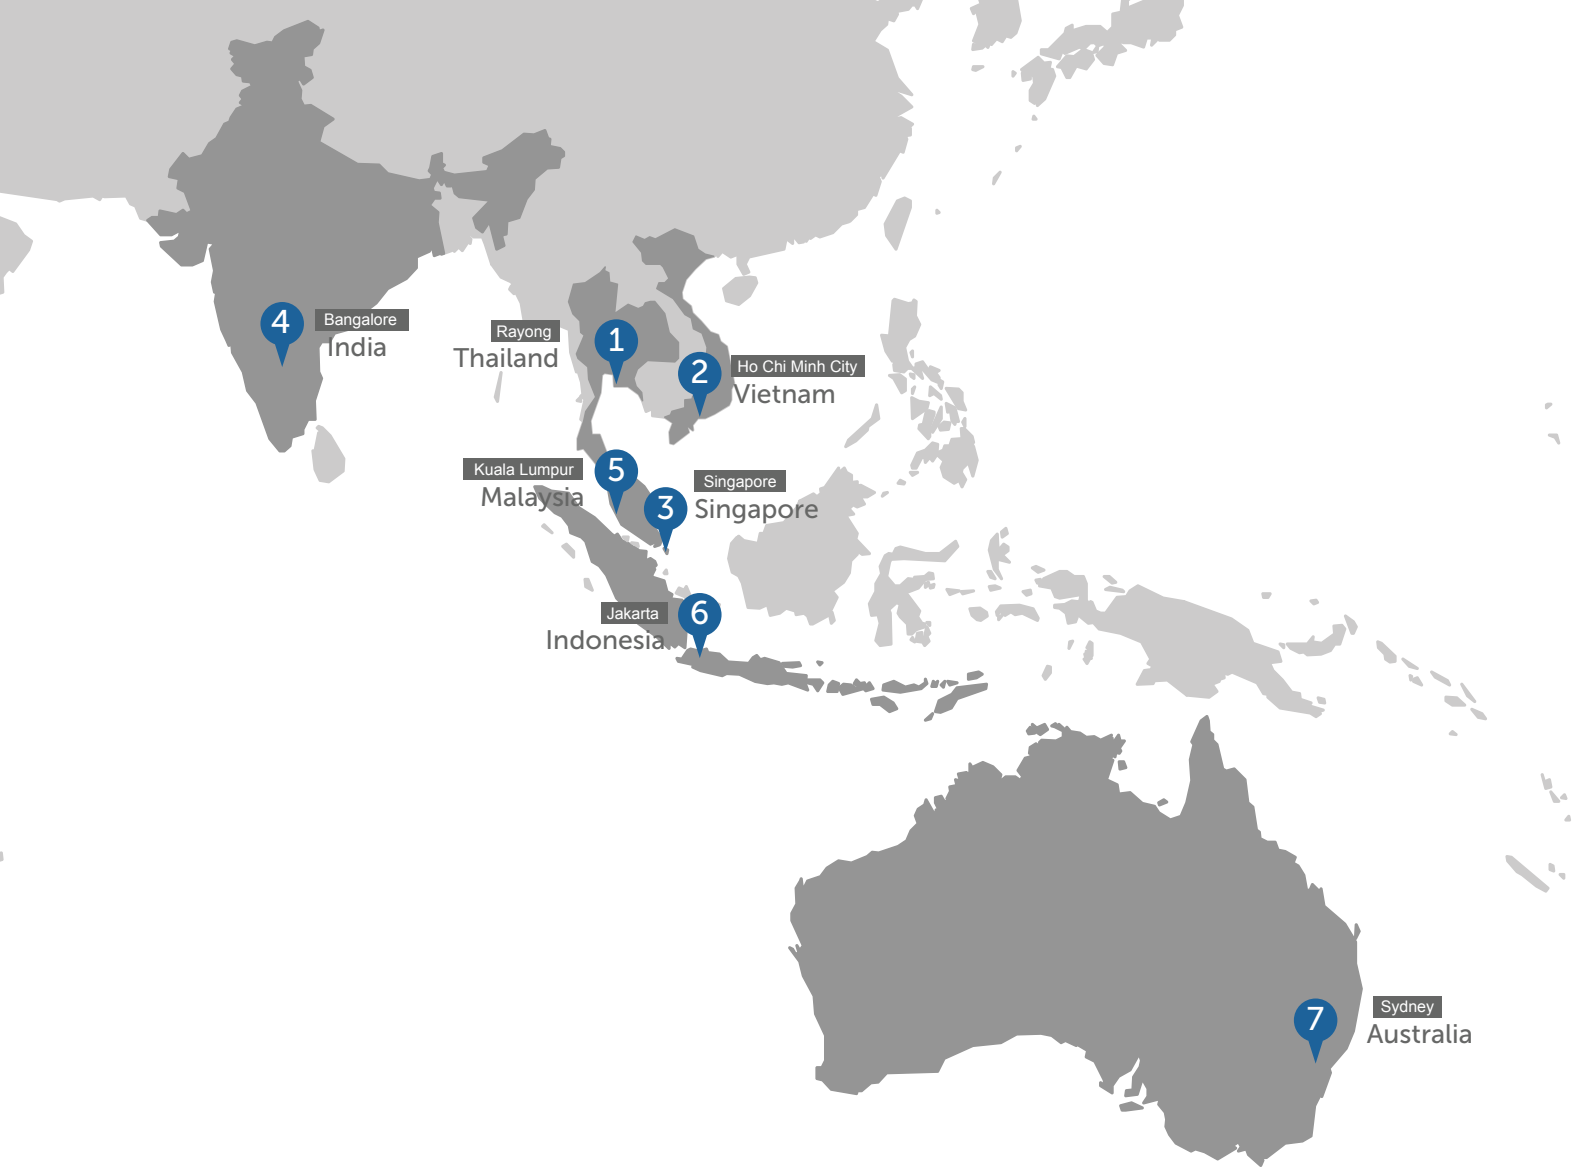 4
Bangalore
India
Rayong
Thailand
1
2
Ho Chi Minh City
Vietnam
Kuala Lumpur
Malaysia
5
3
Singapore
Singapore
Jakarta
Indonesia
6
7
Sydney
Australia